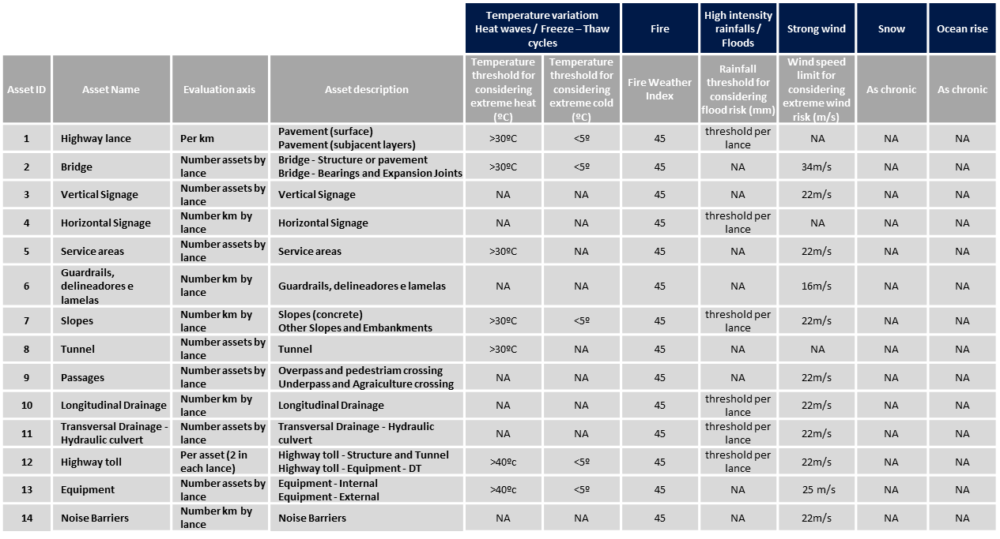 Temperature variatiom
Heat waves / Freeze – Thaw
cycles
Fire
High intensity
rainfalls /
Floods
Strong wind
Snow
Ocean rise
Asset ID
Asset Name
Evaluation axis
Asset description
Temperature
threshold for
considering
extreme heat
(ºC)
Temperature
threshold for
considering
extreme cold
(ºC)
Fire Weather
Index
Rainfall
threshold for
considering
flood risk (mm)
Wind speed
limit for
considering
extreme wind
risk (m/s)
As chronic
As chronic
1
Highway lance
Per km
Pavement (surface)
Pavement (subjacent layers)
>30ºC
<5º
45
threshold per
lance
NA
NA
NA
2
Bridge
Number assets by
lance
Bridge - Structure or pavement
Bridge - Bearings and Expansion Joints
>30ºC
<5º
45
NA
34m/s
NA
NA
3
Vertical Signage
Number assets by
lance
Vertical Signage
NA
NA
45
NA
22m/s
NA
NA
4
Horizontal Signage
Number km by
lance
Horizontal Signage
NA
NA
45
threshold per
lance
NA
NA
NA
5
Service areas
Number assets by
lance
Service areas
>30ºC
NA
45
NA
22m/s
NA
NA
6
Guardrails,
delineadores e
lamelas
Number km by
lance
Guardrails, delineadores e lamelas
NA
NA
45
NA
16m/s
NA
NA
7
Slopes
Number km by
lance
Slopes (concrete)
Other Slopes and Embankments
>30ºC
<5º
45
threshold per
lance
22m/s
NA
NA
8
Tunnel
Number assets by
lance
Tunnel
>30ºC
NA
45
NA
NA
NA
NA
9
Passages
Number assets by
lance
Overpass and pedestriam crossing
Underpass and Agraiculture crossing
NA
NA
45
NA
22m/s
NA
NA
10
Longitudinal Drainage
Number km by
lance
Longitudinal Drainage
NA
NA
45
threshold per
lance
22m/s
NA
NA
11
Transversal Drainage -
Hydraulic culvert
Number assets by
lance
Transversal Drainage - Hydraulic
culvert
NA
NA
45
threshold per
lance
22m/s
NA
NA
12
Highway toll
Per asset (2 in
each lance)
Highway toll - Structure and Tunnel
Highway toll - Equipment - DT
>40ºc
<5º
45
threshold per
lance
22m/s
NA
NA
13
Equipment
Number assets by
lance
Equipment - Internal
Equipment - External
>40ºc
<5º
45
NA
25 m/s
NA
NA
14
Noise Barriers
Number km by
lance
Noise Barriers
NA
NA
45
NA
22m/s
NA
NA